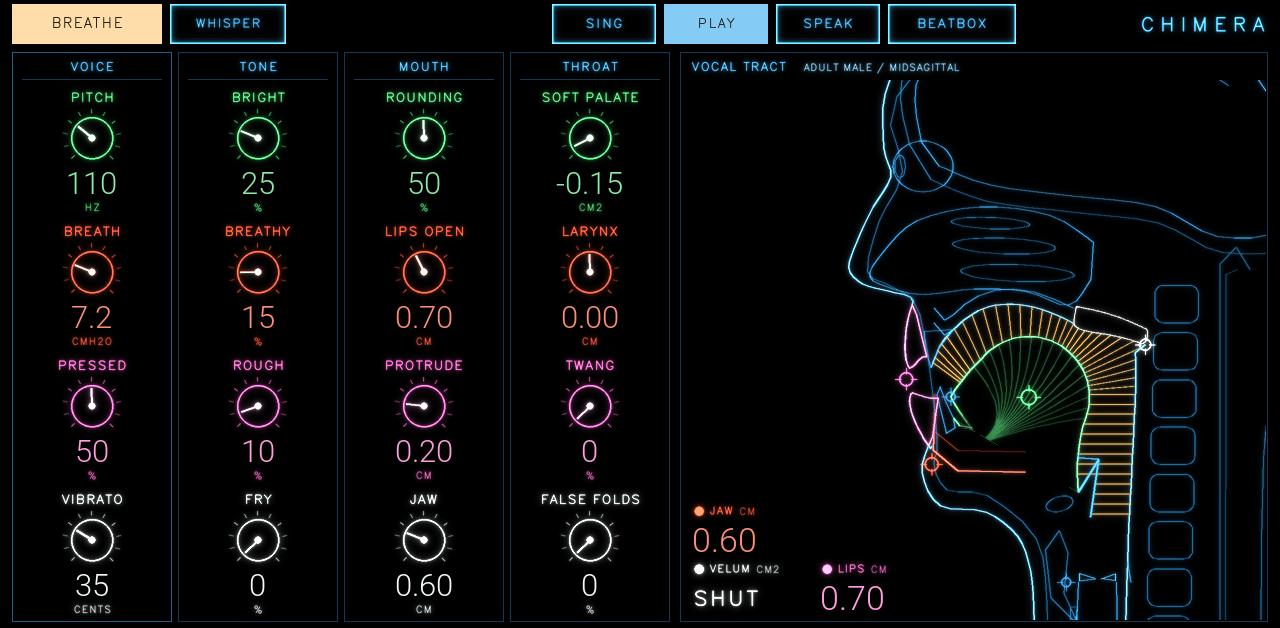 BREATHE
WHISPER
SING
PLAY
SPEAK
BEATBOX
CHIMERA
VOICE
PITCH
110
HZ
BREATH
7.2
CMH2O
PRESSED
50
%
VIBRATO
35
CENTS
TONE
BRIGHT
25
%
BREATHY
15
%
ROUGH
10
%
FRY
0
%
MOUTH
ROUNDING
50
%
LIPS OPEN
0.70
CM
PROTRUDE
0.20
CM
JAW
0.60
CM
THROAT
SOFT PALATE
-0.15
CM2
LARYNX
0.00
CM
TWANG
0
%
FALSE FOLDS
0
%
VOCAL TRACT ADULT MALE / MIDSAGITTAL
JAW CM
0.60
VELUM CM2
SHUT
LIPS CM
0.70